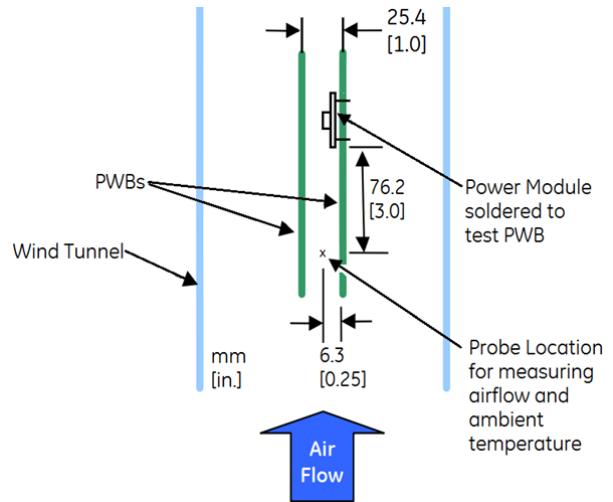 25.4
[1.0]
PWBs
76.2
[3.0]
Power Module
soldered to
test PWB
Wind Tunnel
x
mm
[in.]
6.3
[0.25]
Probe Location
for measuring
airflow and
ambient
temperature
Air
Flow